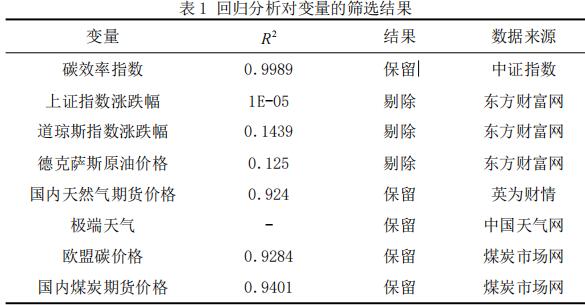 表 1 回归分析对变量的筛选结果
变量 R² 结果 数据来源
碳效率指数 0.9989 保留 中证指数
上证指数涨跌幅 1E-05 剔除 东方财富网
道琼斯指数涨跌幅 0.1439 剔除 东方财富网
德克萨斯原油价格 0.125 剔除 东方财富网
国内天然气期货价格 0.924 保留 英为财情
极端天气 - 保留 中国天气网
欧盟碳价格 0.9284 保留 煤炭市场网
国内煤炭期货价格 0.9401 保留 煤炭市场网